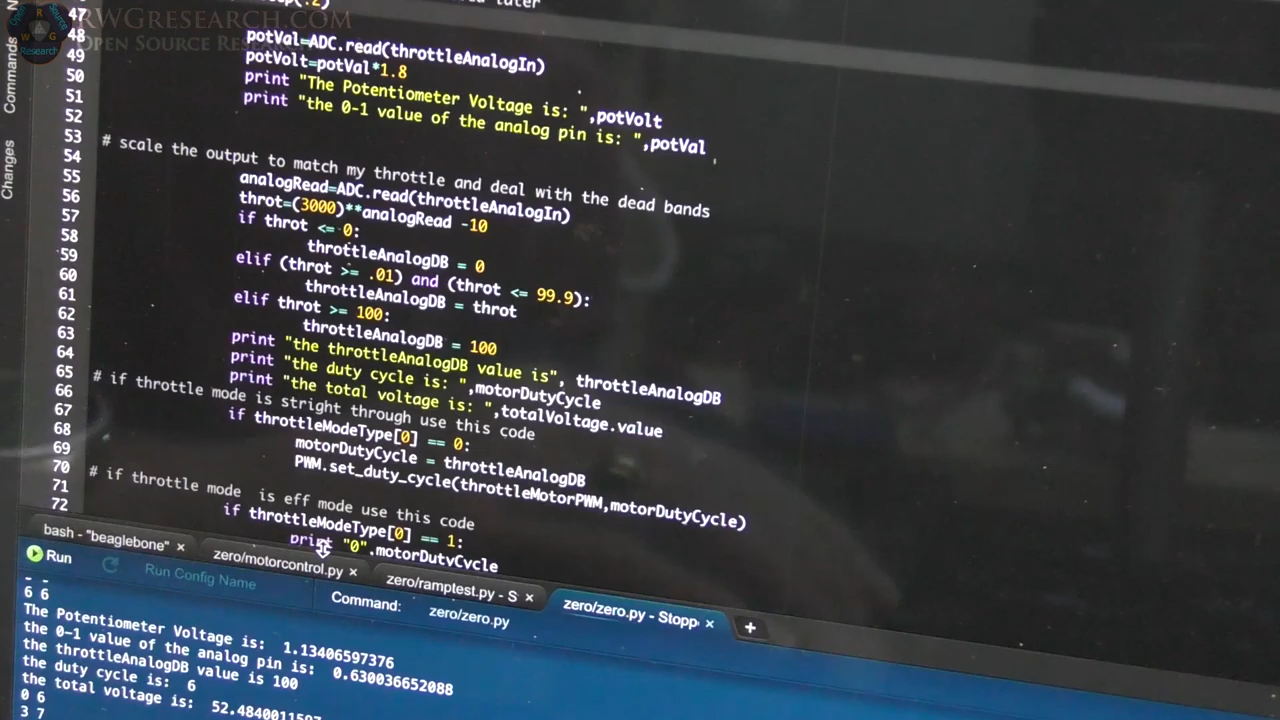 RWGresearch.com
Open Source Research
47
48 potVal=ADC.read(throttleAnalogIn)
49 potVolt=potVal*1.8
50 print "The Potentiometer Voltage is: ",potVolt
51 print "the 0-1 value of the analog pin is: ",potVal
52
53 # scale the output to match my throttle and deal with the dead bands
54 analogRead=ADC.read(throttleAnalogIn)
55 throt=(3000)**analogRead -10
56 if throt <= 0:
57 throttleAnalogDB = 0
58 elif (throt >= .01) and (throt <= 99.9):
59 throttleAnalogDB = throt
60 elif throt >= 100:
61 throttleAnalogDB = 100
62 print "the throttleAnalogDB value is", throttleAnalogDB
63 print "the duty cycle is: ",motorDutyCycle
64 print "the total voltage is: ",totalVoltage.value
65 # if throttle mode is stright through use this code
66 if throttleModeType[0] == 0:
67 motorDutyCycle = throttleAnalogDB
68 PWM.set_duty_cycle(throttleMotorPWM,motorDutyCycle)
69
70 # if throttle mode is eff mode use this code
71 if throttleModeType[0] == 1:
72 print "0".motorDutyCycle
Commands
Changes
bash - "beaglebone" ×
zero/motorcontrol.py ×
zero/ramptest.py - S ×
zero/zero.py - Stopp ×
+
Run
Run Config Name
Command:
zero/zero.py
6 6
The Potentiometer Voltage is: 1.13406597376
the 0-1 value of the analog pin is: 0.630036652088
the throttleAnalogDB value is 100
the duty cycle is: 6
the total voltage is:
0 6
3 7